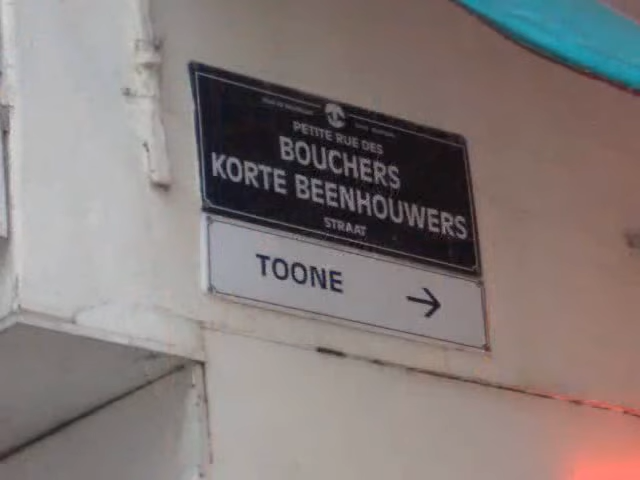 PETITE RUE DES
BOUCHERS
KORTE BEENHOUWERS
STRAAT
TOONE →